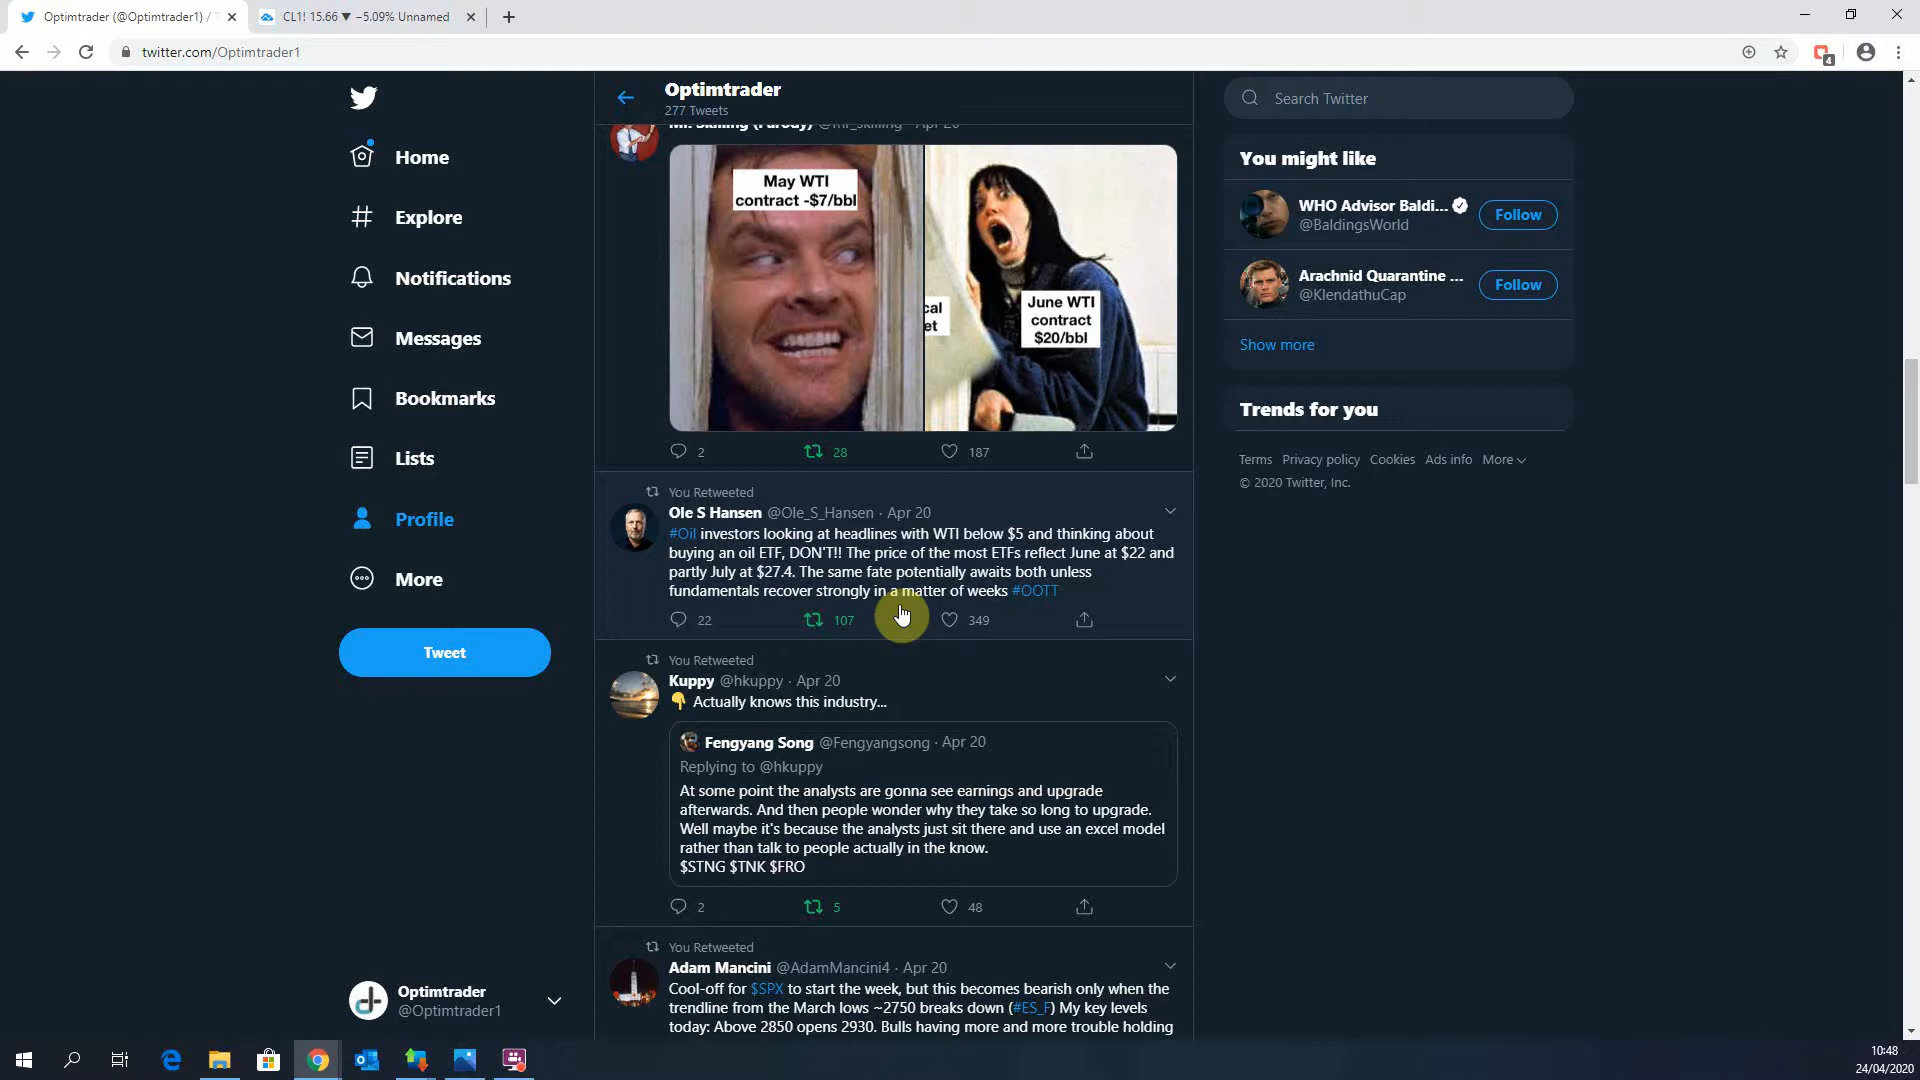 Optimtrader (@Optimtrader1) / T
CL1! 15.66 ▼ −5.09% Unnamed
twitter.com/Optimtrader1
4
Home
Explore
Notifications
Messages
Bookmarks
Lists
Profile
More
Tweet
Optimtrader
@Optimtrader1
Optimtrader
277 Tweets
Mr. Skilling (Parody) @mr_skilling · Apr 20
May WTI
contract -$7/bbl
cal
et
June WTI
contract
$20/bbl
2 28 187
You Retweeted
Ole S Hansen @Ole_S_Hansen · Apr 20
#Oil investors looking at headlines with WTI below $5 and thinking about
buying an oil ETF, DON'T!! The price of the most ETFs reflect June at $22 and
partly July at $27.4. The same fate potentially awaits both unless
fundamentals recover strongly in a matter of weeks #OOTT
22 107 349
You Retweeted
Kuppy @hkuppy · Apr 20
👇 Actually knows this industry...
Fengyang Song @Fengyangsong · Apr 20
Replying to @hkuppy
At some point the analysts are gonna see earnings and upgrade
afterwards. And then people wonder why they take so long to upgrade.
Well maybe it's because the analysts just sit there and use an excel model
rather than talk to people actually in the know.
$STNG $TNK $FRO
2 5 48
You Retweeted
Adam Mancini @AdamMancini4 · Apr 20
Cool-off for $SPX to start the week, but this becomes bearish only when the
trendline from the March lows ~2750 breaks down (#ES_F) My key levels
today: Above 2850 opens 2930. Bulls having more and more trouble holding
Search Twitter
You might like
WHO Advisor Baldi...
@BaldingsWorld
Follow
Arachnid Quarantine ...
@KlendathuCap
Follow
Show more
Trends for you
Terms Privacy policy Cookies Ads info More
© 2020 Twitter, Inc.
10:48
24/04/2020